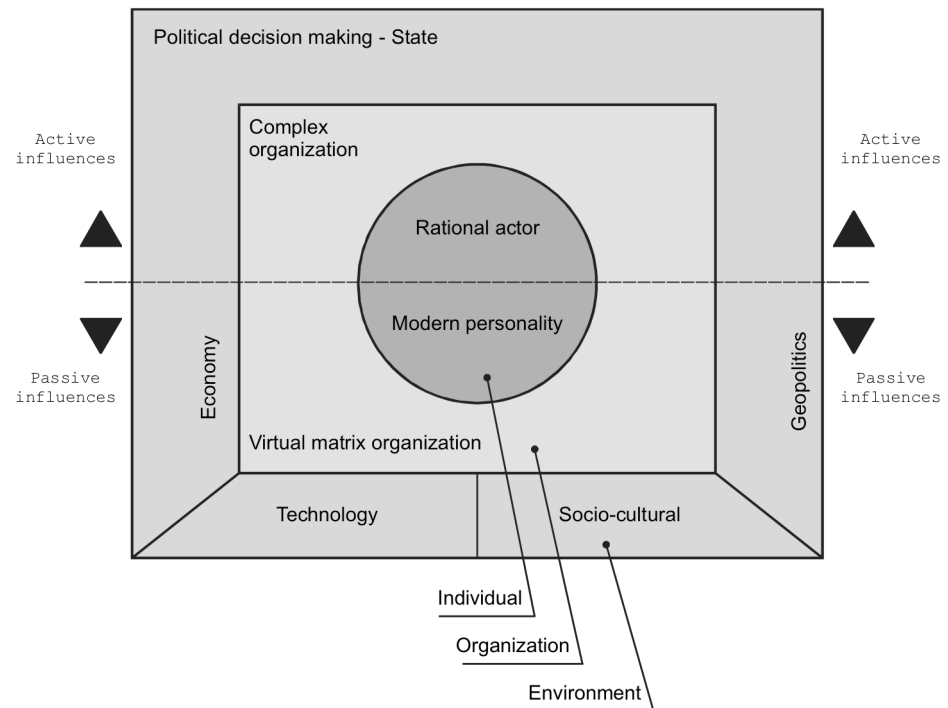 Political decision making - State
Active
influences
Active
influences
Complex
organization
Rational actor
Modern personality
Economy
Geopolitics
Passive
influences
Passive
influences
Virtual matrix organization
Technology
Socio-cultural
Individual
Organization
Environment